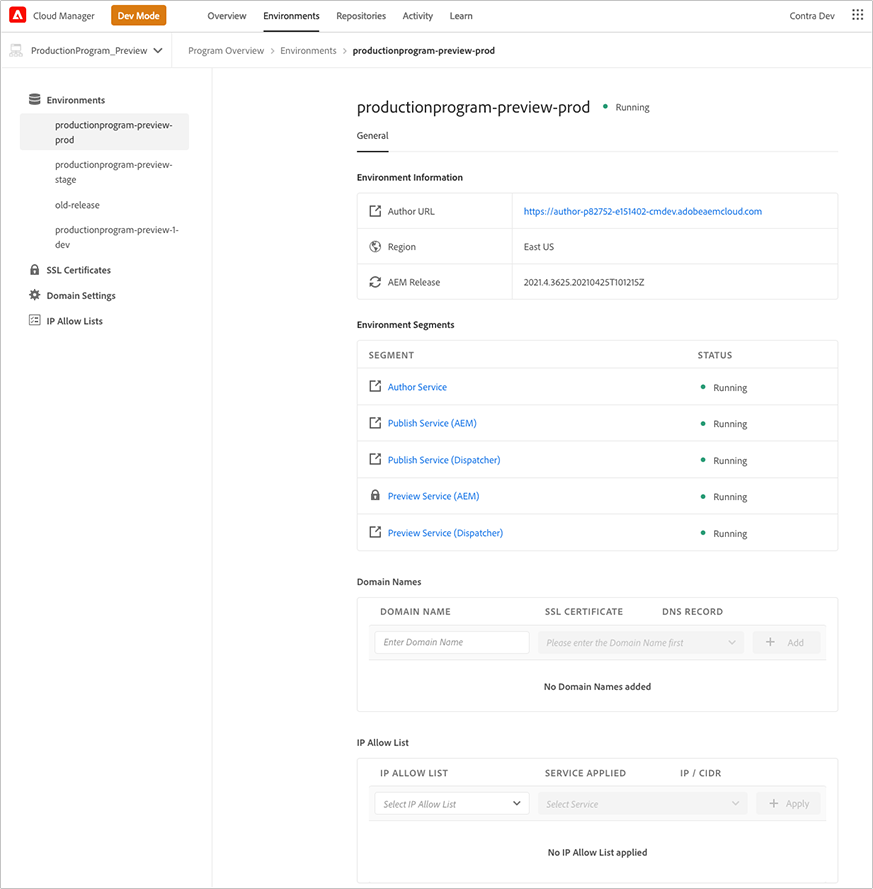 Cloud Manager
Dev Mode
Overview
Environments
Repositories
Activity
Learn
Contra Dev
ProductionProgram_Preview
Program Overview > Environments > productionprogram-preview-prod
Environments
productionprogram-preview-
prod
productionprogram-preview-
stage
old-release
productionprogram-preview-1-
dev
SSL Certificates
Domain Settings
IP Allow Lists
productionprogram-preview-prod
Running
General
Environment Information
Author URL
https://author-p82752-e151402-cmdev.adobeaemcloud.com
Region
East US
AEM Release
2021.4.3625.20210425T101215Z
Environment Segments
SEGMENT
STATUS
Author Service
Running
Publish Service (AEM)
Running
Publish Service (Dispatcher)
Running
Preview Service (AEM)
Running
Preview Service (Dispatcher)
Running
Domain Names
DOMAIN NAME
SSL CERTIFICATE
DNS RECORD
Enter Domain Name
Please enter the Domain Name first
+ Add
No Domain Names added
IP Allow List
IP ALLOW LIST
SERVICE APPLIED
IP / CIDR
Select IP Allow List
Select Service
+ Apply
No IP Allow List applied